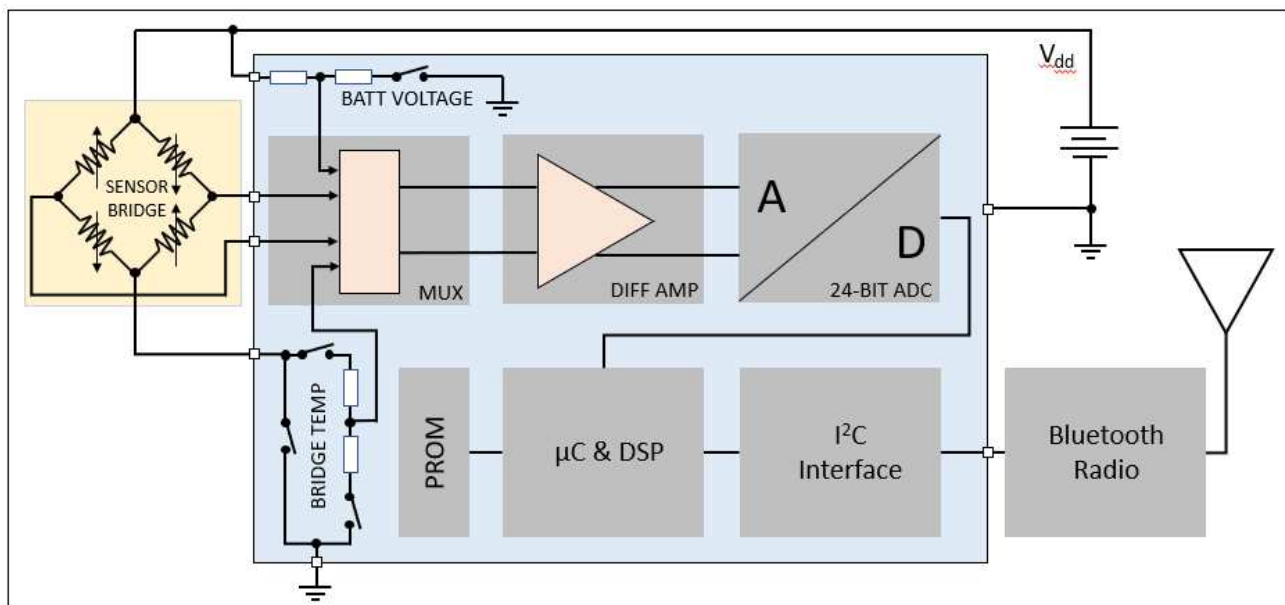 V_dd
BATT VOLTAGE
SENSOR
BRIDGE
A
D
MUX
DIFF AMP
24-BIT ADC
BRIDGE TEMP
PROM
µC & DSP
I²C
Interface
Bluetooth
Radio